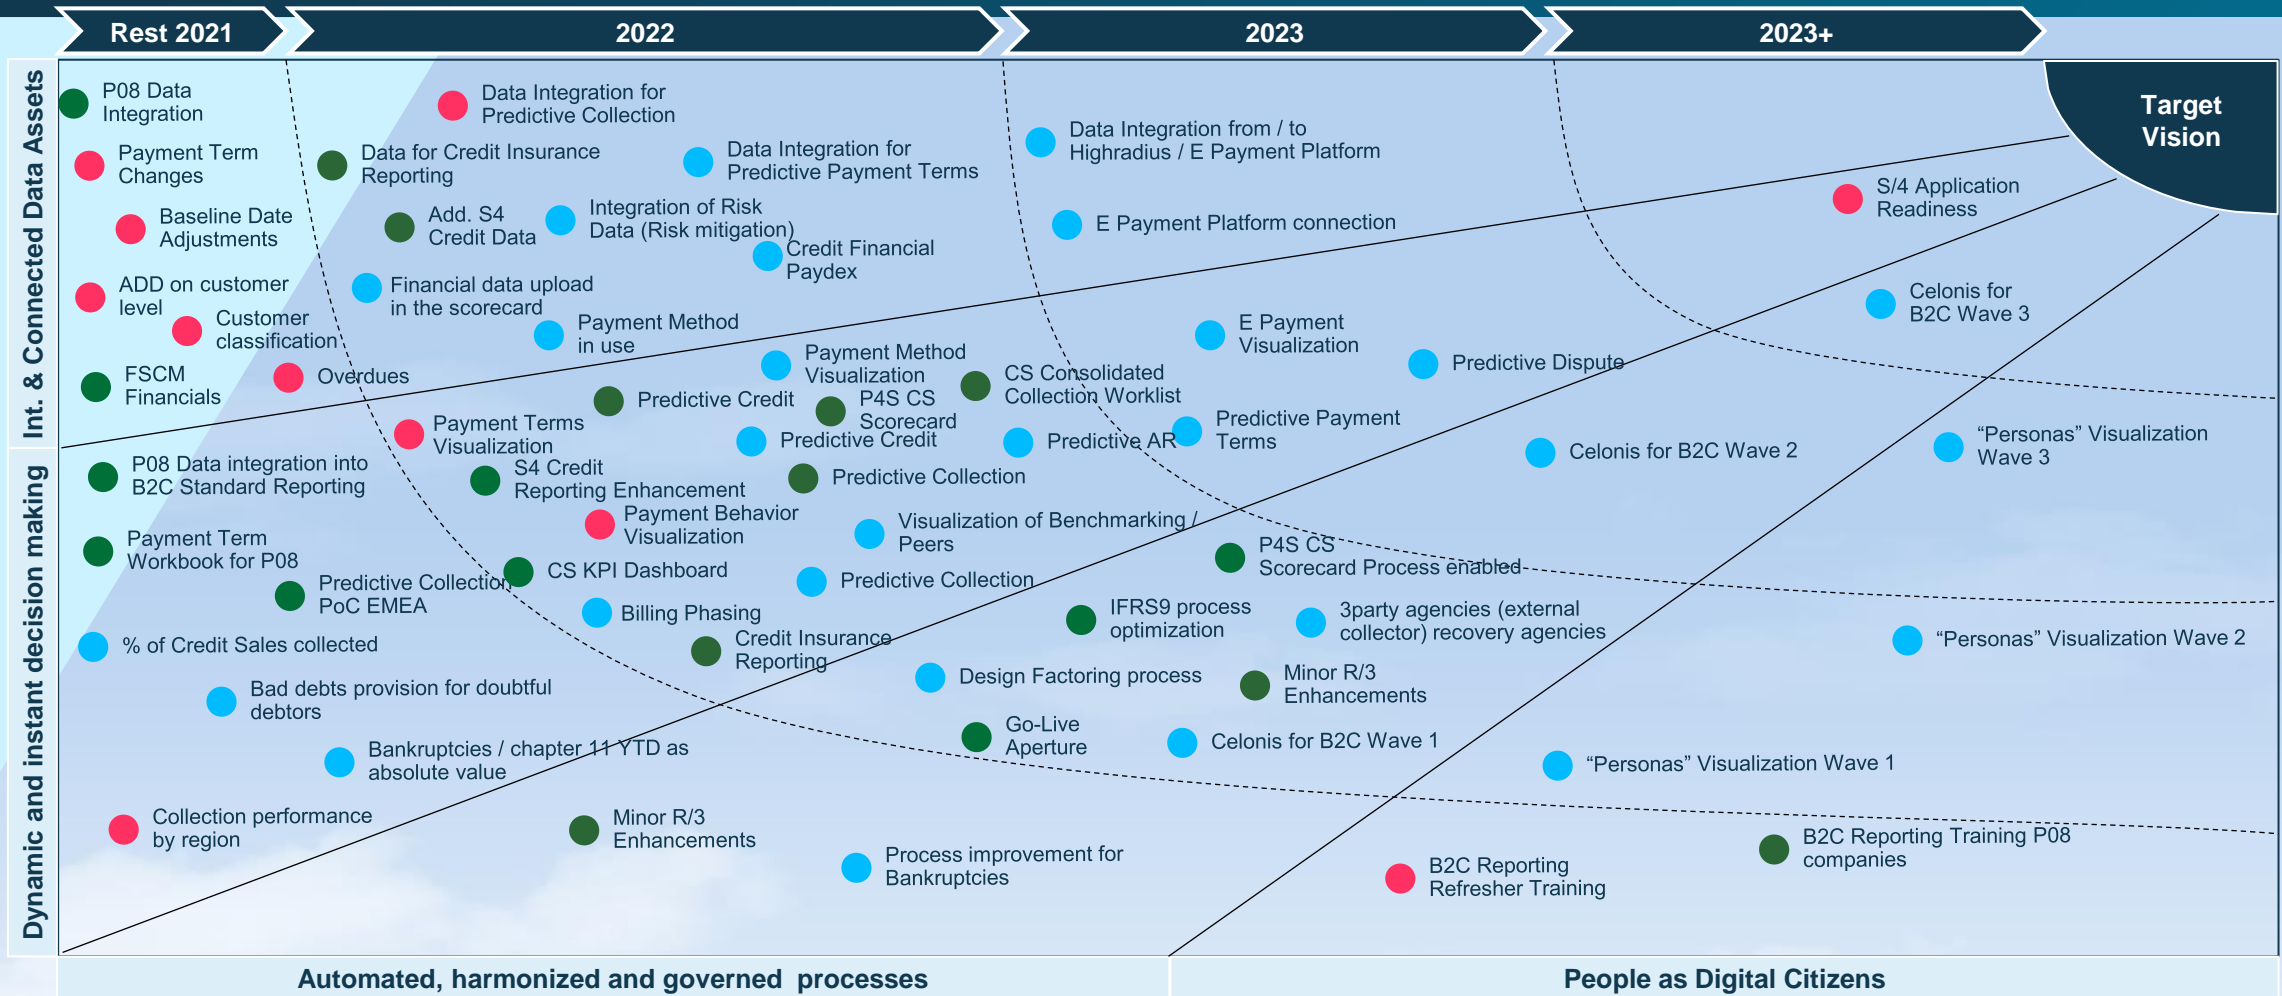 Rest 2021
2022
2023
2023+
Int. & Connected Data Assets
Dynamic and instant decision making
Target
Vision
P08 Data
Integration
Payment Term
Changes
Baseline Date
Adjustments
ADD on customer
level
Customer
classification
FSCM
Financials
Overdues
Data Integration for
Predictive Collection
Data for Credit Insurance
Reporting
Data Integration for
Predictive Payment Terms
Add. S4
Credit Data
Integration of Risk
Data (Risk mitigation)
Credit Financial
Paydex
Financial data upload
in the scorecard
Payment Method
in use
Data Integration from / to
Highradius / E Payment Platform
E Payment Platform connection
S/4 Application
Readiness
Payment Method
Visualization
CS Consolidated
Collection Worklist
Predictive Credit
P4S CS
Scorecard
Payment Terms
Visualization
Predictive Credit
Predictive AR
E Payment
Visualization
Predictive Dispute
Predictive Payment
Terms
Celonis for
B2C Wave 3
P08 Data integration into
B2C Standard Reporting
S4 Credit
Reporting Enhancement
Predictive Collection
Payment Behavior
Visualization
Visualization of Benchmarking /
Peers
Payment Term
Workbook for P08
Predictive Collection
PoC EMEA
CS KPI Dashboard
Predictive Collection
Billing Phasing
Credit Insurance
Reporting
% of Credit Sales collected
Bad debts provision for doubtful
debtors
Bankruptcies / chapter 11 YTD as
absolute value
Collection performance
by region
Celonis for B2C Wave 2
“Personas” Visualization
Wave 3
P4S CS
Scorecard Process enabled
IFRS9 process
optimization
3party agencies (external
collector) recovery agencies
Design Factoring process
Minor R/3
Enhancements
Go-Live
Aperture
Celonis for B2C Wave 1
“Personas” Visualization Wave 2
“Personas” Visualization Wave 1
Minor R/3
Enhancements
Process improvement for
Bankruptcies
B2C Reporting
Refresher Training
B2C Reporting Training P08
companies
Automated, harmonized and governed processes
People as Digital Citizens